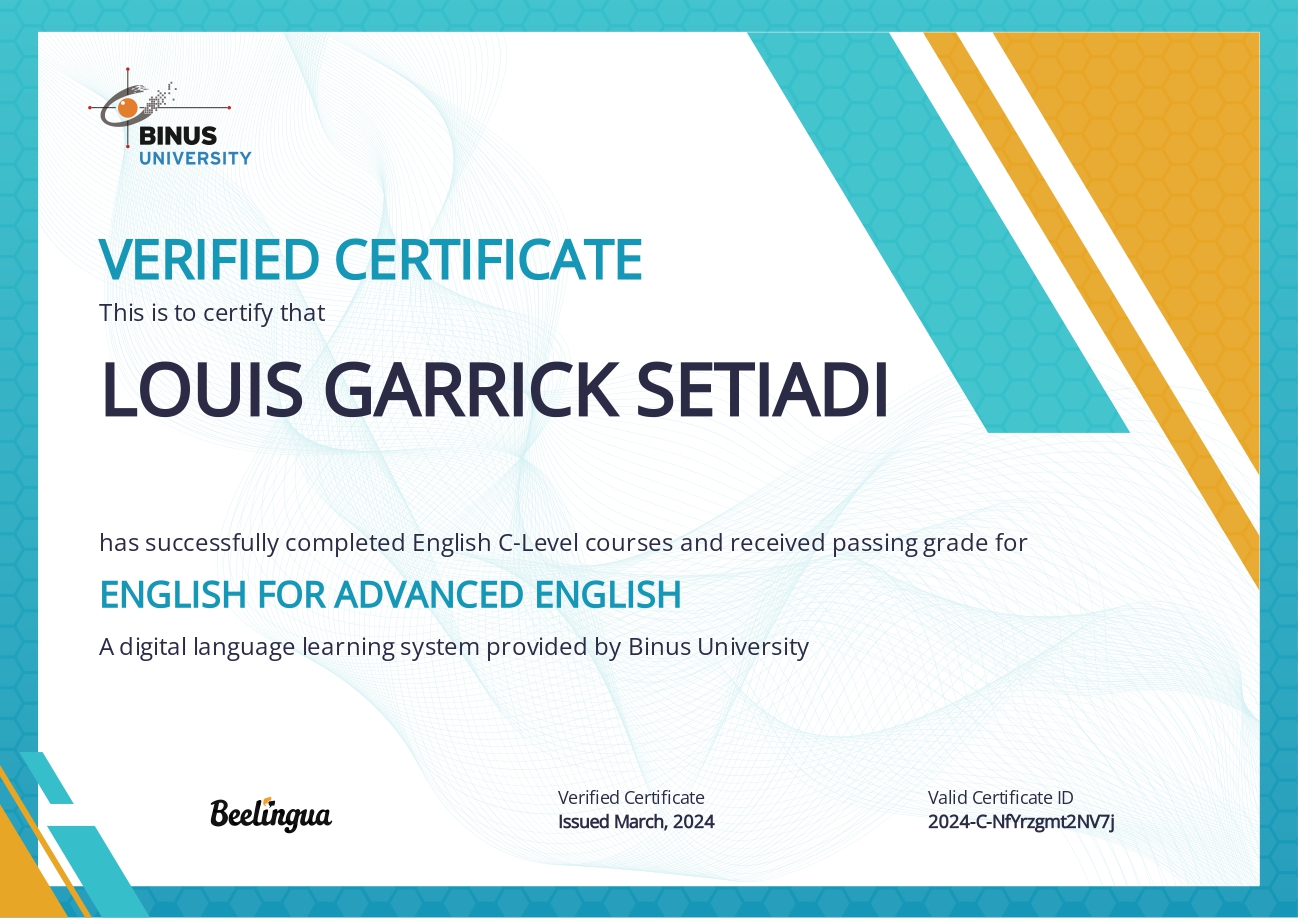 BINUS
UNIVERSITY
VERIFIED CERTIFICATE
This is to certify that
LOUIS GARRICK SETIADI
has successfully completed English C-Level courses and received passing grade for
ENGLISH FOR ADVANCED ENGLISH
A digital language learning system provided by Binus University
Beelingua
Verified Certificate
Issued March, 2024
Valid Certificate ID
2024-C-NfYrzgmt2NV7j